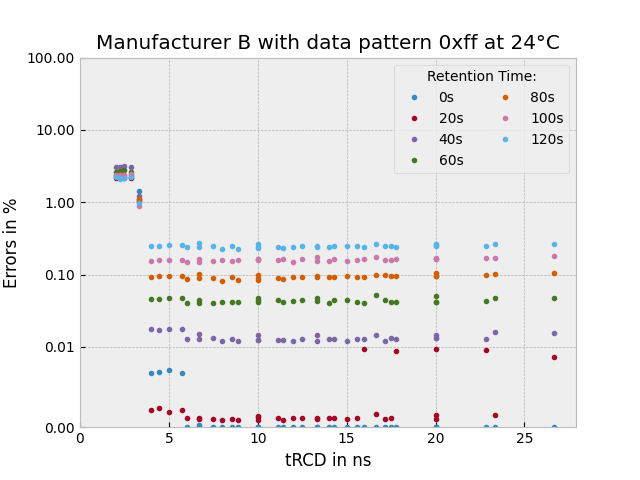 Manufacturer B with data pattern 0xff at 24°C
Errors in %
100.00
10.00
1.00
0.10
0.01
0.00
Retention Time:
0s
20s
40s
60s
80s
100s
120s
0 5 10 15 20 25
tRCD in ns